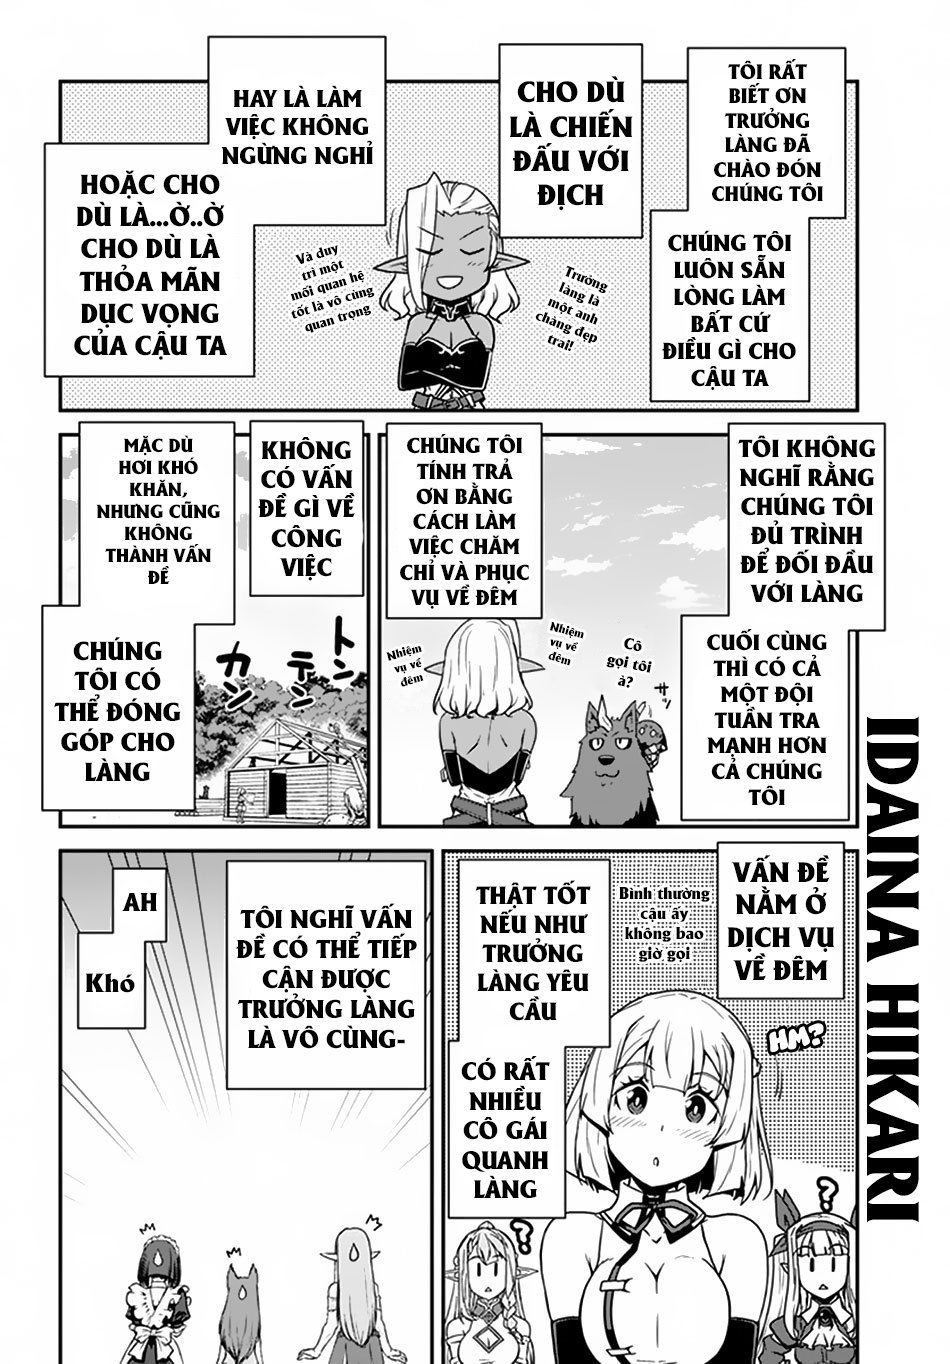 TÔI RẤT
BIẾT ƠN
TRƯỞNG
LÀNG ĐÃ
CHÀO ĐÓN
CHÚNG TÔI
CHÚNG TÔI
LUÔN SẴN
LÒNG LÀM
BẤT CỨ
ĐIỀU GÌ CHO
CẬU TA
CHO DÙ
LÀ CHIẾN
ĐẤU VỚI
ĐỊCH
Trưởng
làng là
một anh
chàng đẹp
trai!
HAY LÀ LÀM
VIỆC KHÔNG
NGỪNG NGHỈ
Và duy
trì một
mối quan hệ
tốt là vô cùng
quan trọng
HOẶC CHO
DÙ LÀ...Ờ..Ờ
CHO DÙ LÀ
THỎA MÃN
DỤC VỌNG
CỦA CẬU TA
TÔI KHÔNG
NGHĨ RẰNG
CHÚNG TÔI
ĐỦ TRÌNH
ĐỂ ĐỐI ĐẦU
VỚI LÀNG
CUỐI CÙNG
THÌ CÓ CẢ
MỘT ĐỘI
TUẦN TRA
MẠNH HƠN
CẢ CHÚNG
TÔI
Cô
gọi tôi
à?
サッ
CHÚNG TÔI
TÍNH TRẢ
ƠN BẰNG
CÁCH LÀM
VIỆC CHĂM
CHỈ VÀ PHỤC
VỤ VỀ ĐÊM
Nhiệm
vụ về
đêm
Nhiệm
vụ về
đêm
KHÔNG
CÓ VẤN
ĐỀ GÌ VỀ
CÔNG
VIỆC
MẶC DÙ
HƠI KHÓ
KHĂN,
NHƯNG CŨNG
KHÔNG
THÀNH VẤN
ĐỀ
トントン
カンカン
CHÚNG
TÔI CÓ
THỂ ĐÓNG
GÓP CHO
LÀNG
VẤN ĐỀ
NẰM Ở
DỊCH VỤ
VỀ ĐÊM
HM?
Bình thường
cậu ấy
không bao
giờ gọi
THẬT TỐT
NẾU NHƯ
TRƯỞNG
LÀNG YÊU
CẦU
CÓ RẤT
NHIỀU
CÔ GÁI
QUANH
LÀNG
?
?
TÔI NGHĨ VẤN
ĐỀ CÓ THỂ TIẾP
CẬN ĐƯỢC
TRƯỞNG LÀNG
LÀ VÔ CÙNG-
AH
Khó
IDAINA HIKARI